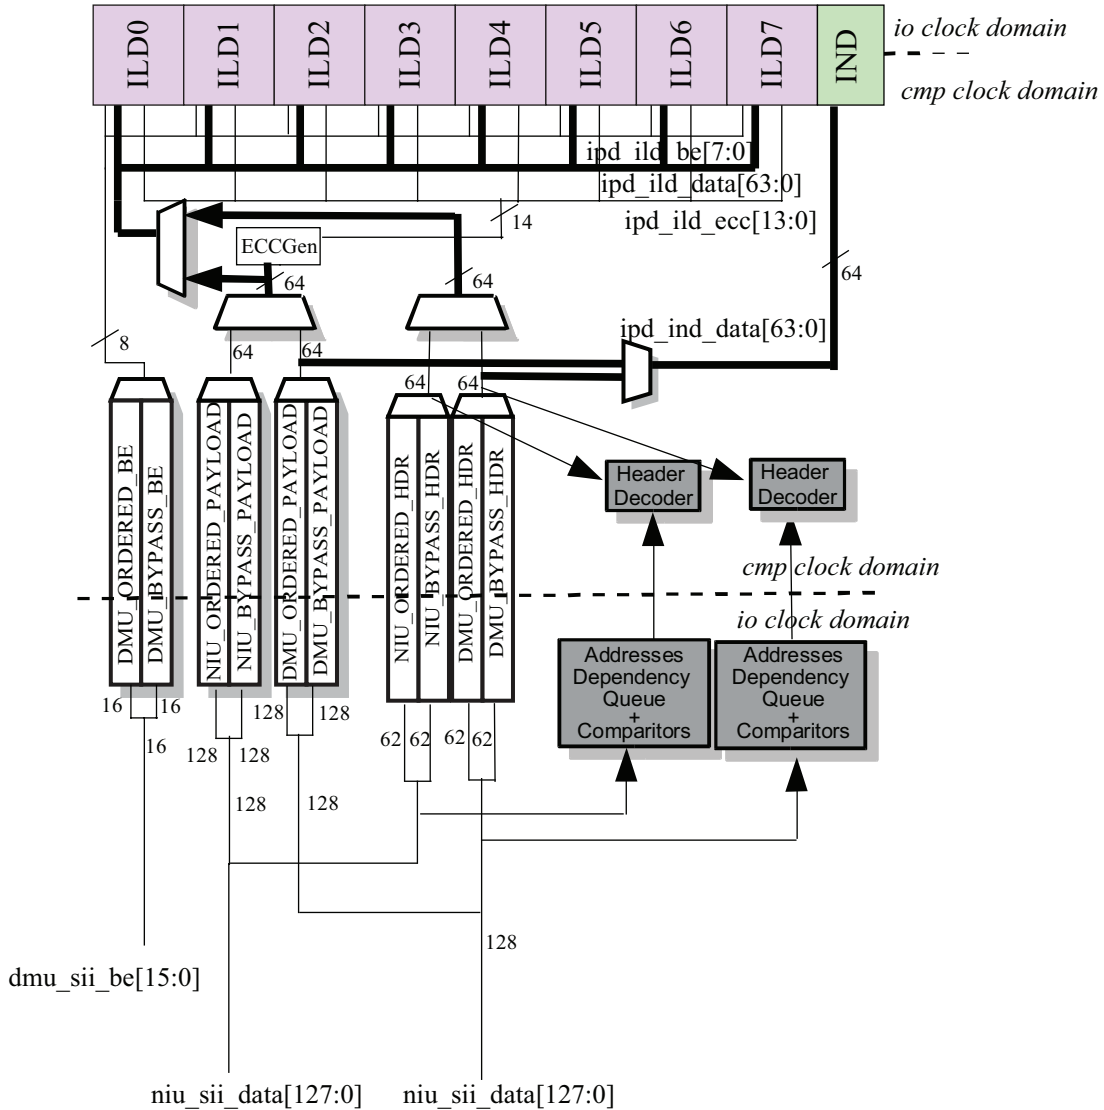 ILD0
ILD1
ILD2
ILD3
ILD4
ILD5
ILD6
ILD7
IND
io clock domain
cmp clock domain
ipd_ild_be[7:0]
ipd_ild_data[63:0]
ipd_ild_ecc[13:0]
14
ECCGen
64
64
64
8
64
64
ipd_ind_data[63:0]
64
64
DMU_ORDERED_BE
DMU_BYPASS_BE
NIU_ORDERED_PAYLOAD
NIU_BYPASS_PAYLOAD
DMU_ORDERED_PAYLOAD
DMU_BYPASS_PAYLOAD
NIU_ORDERED_HDR
NIU_BYPASS_HDR
DMU_ORDERED_HDR
DMU_BYPASS_HDR
Header
Decoder
Header
Decoder
cmp clock domain
io clock domain
Addresses
Dependency
Queue
+
Comparitors
Addresses
Dependency
Queue
+
Comparitors
16
16
16
128
128
128
128
62
62
62
62
128
128
128
dmu_sii_be[15:0]
niu_sii_data[127:0]
niu_sii_data[127:0]